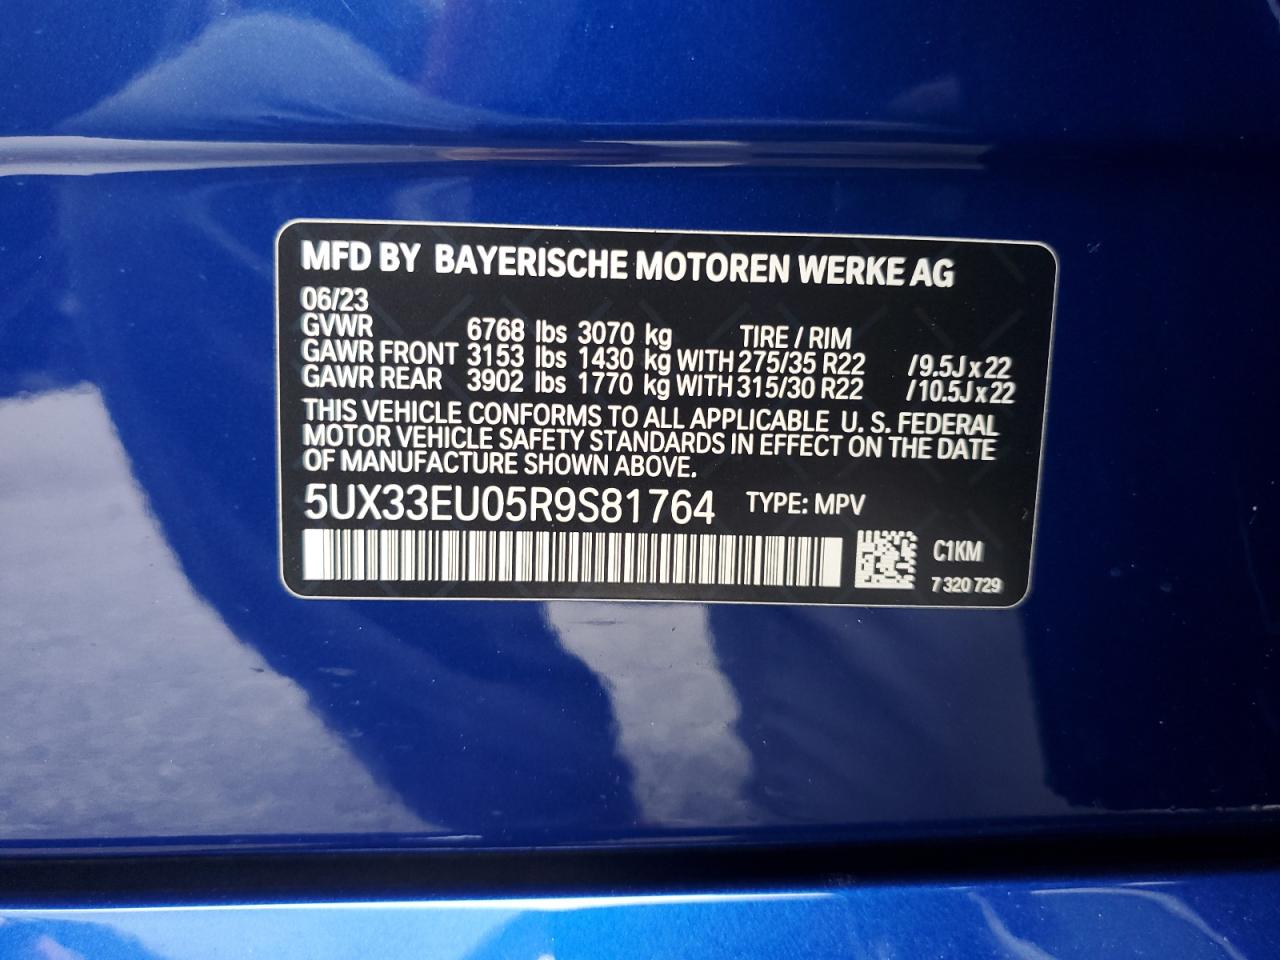 MFD BY BAYERISCHE MOTOREN WERKE AG
06/23
GVWR 6768 lbs 3070 kg TIRE / RIM
GAWR FRONT 3153 lbs 1430 kg WITH 275/35 R22 /9.5J x 22
GAWR REAR 3902 lbs 1770 kg WITH 315/30 R22 /10.5J x 22
THIS VEHICLE CONFORMS TO ALL APPLICABLE U. S. FEDERAL
MOTOR VEHICLE SAFETY STANDARDS IN EFFECT ON THE DATE
OF MANUFACTURE SHOWN ABOVE.
5UX33EU05R9S81764 TYPE: MPV
C1KM
7 320 729